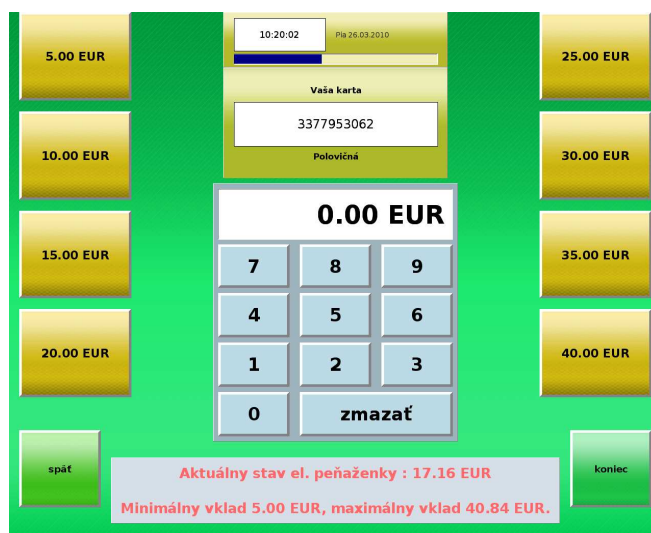 5.00 EUR
10.00 EUR
15.00 EUR
20.00 EUR
späť
10:20:02 Pia 26.03.2010
Vaša karta
3377953062
Polovičná
0.00 EUR
7 8 9
4 5 6
1 2 3
0 zmazať
25.00 EUR
30.00 EUR
35.00 EUR
40.00 EUR
koniec
Aktuálny stav el. peňaženky : 17.16 EUR
Minimálny vklad 5.00 EUR, maximálny vklad 40.84 EUR.